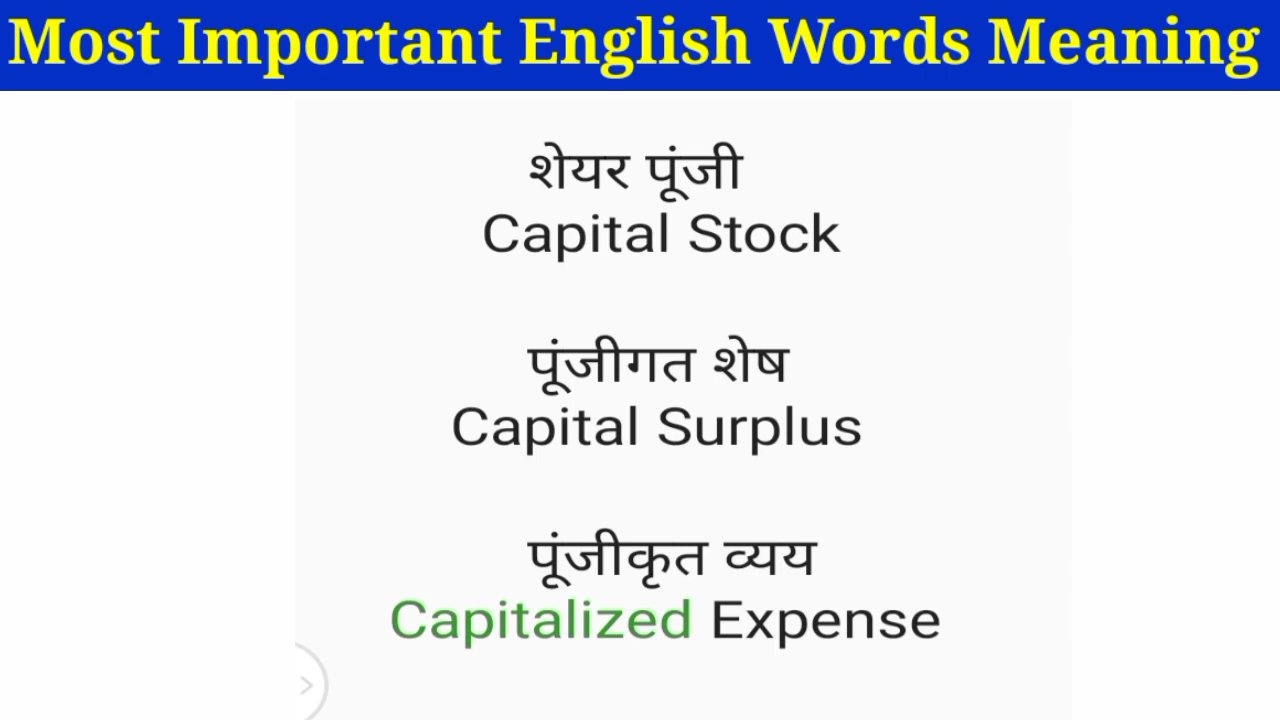 Most Important English Words Meaning
शेयर पूंजी
Capital Stock
पूंजीगत शेष
Capital Surplus
पूंजीकृत व्यय
Capitalized Expense